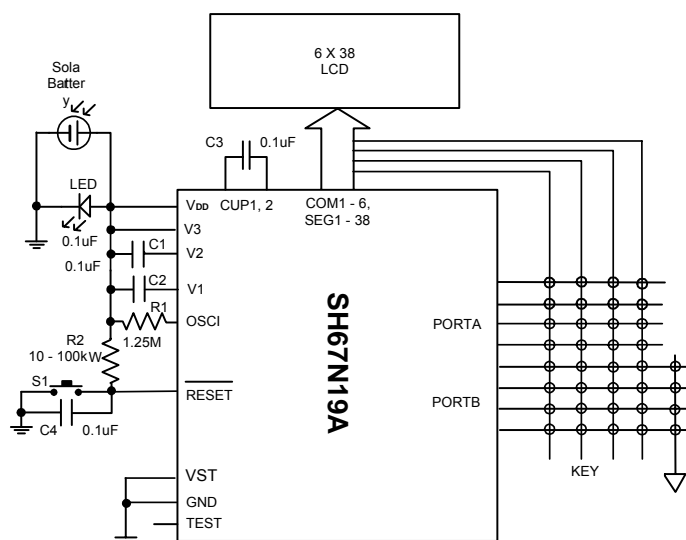 6 X 38
LCD
Sola
Batter
y
C3
0.1uF
LED
0.1uF
0.1uF
C1
C2
R1
1.25M
R2
10 - 100kW
S1
C4
0.1uF
VDD
V3
V2
V1
OSCI
RESET
VST
GND
TEST
CUP1, 2
COM1 - 6,
SEG1 - 38
SH67N19A
PORTA
PORTB
KEY